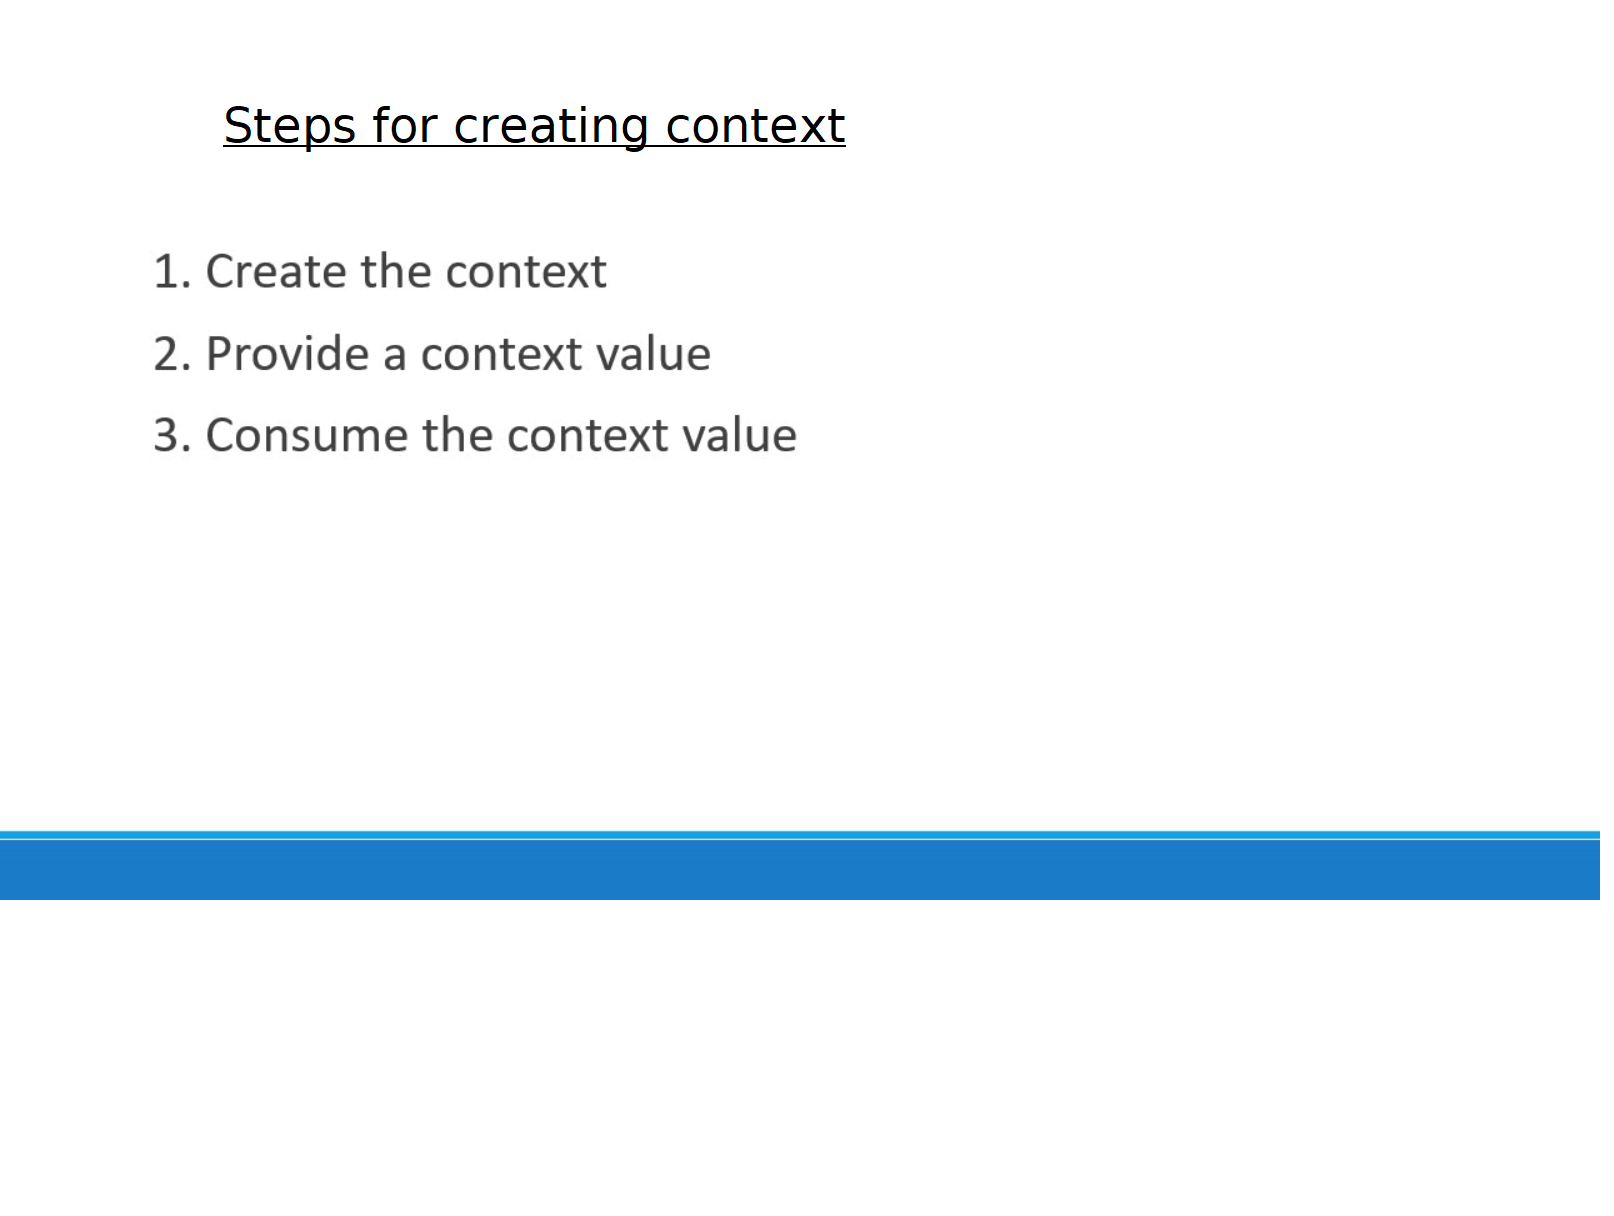 Steps for creating context
1. Create the context
2. Provide a context value
3. Consume the context value